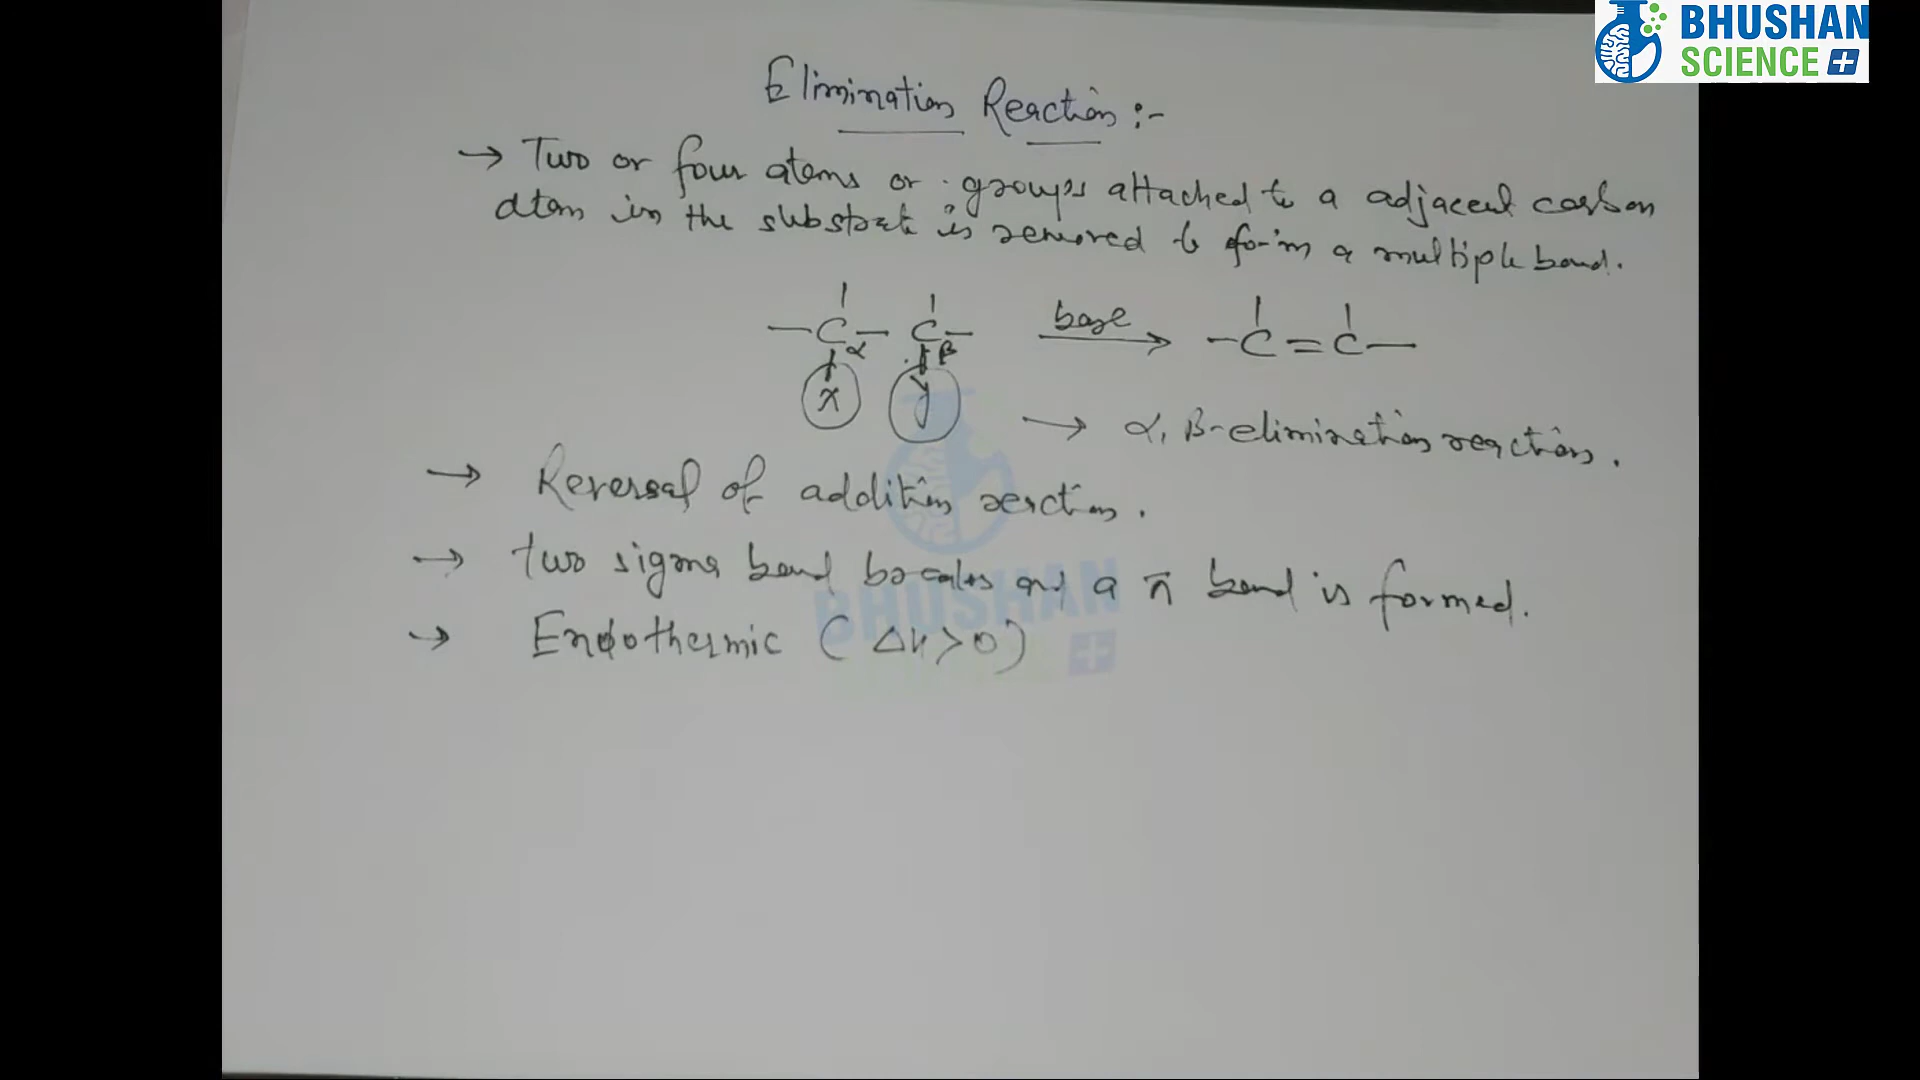 BHUSHAN
SCIENCE +
Elimination Reaction :-
→ Two or four atoms or groups attached to a adjacent carbon
atom in the substrate is removed to form a multiple bond.
-C- C- base → -C=C-
α β
x y
→ α, β-elimination reaction.
→ Reversal of addition reaction.
→ two sigma bond breaks and a π bond is formed.
→ Endothermic (ΔH>0)
BHUSHAN